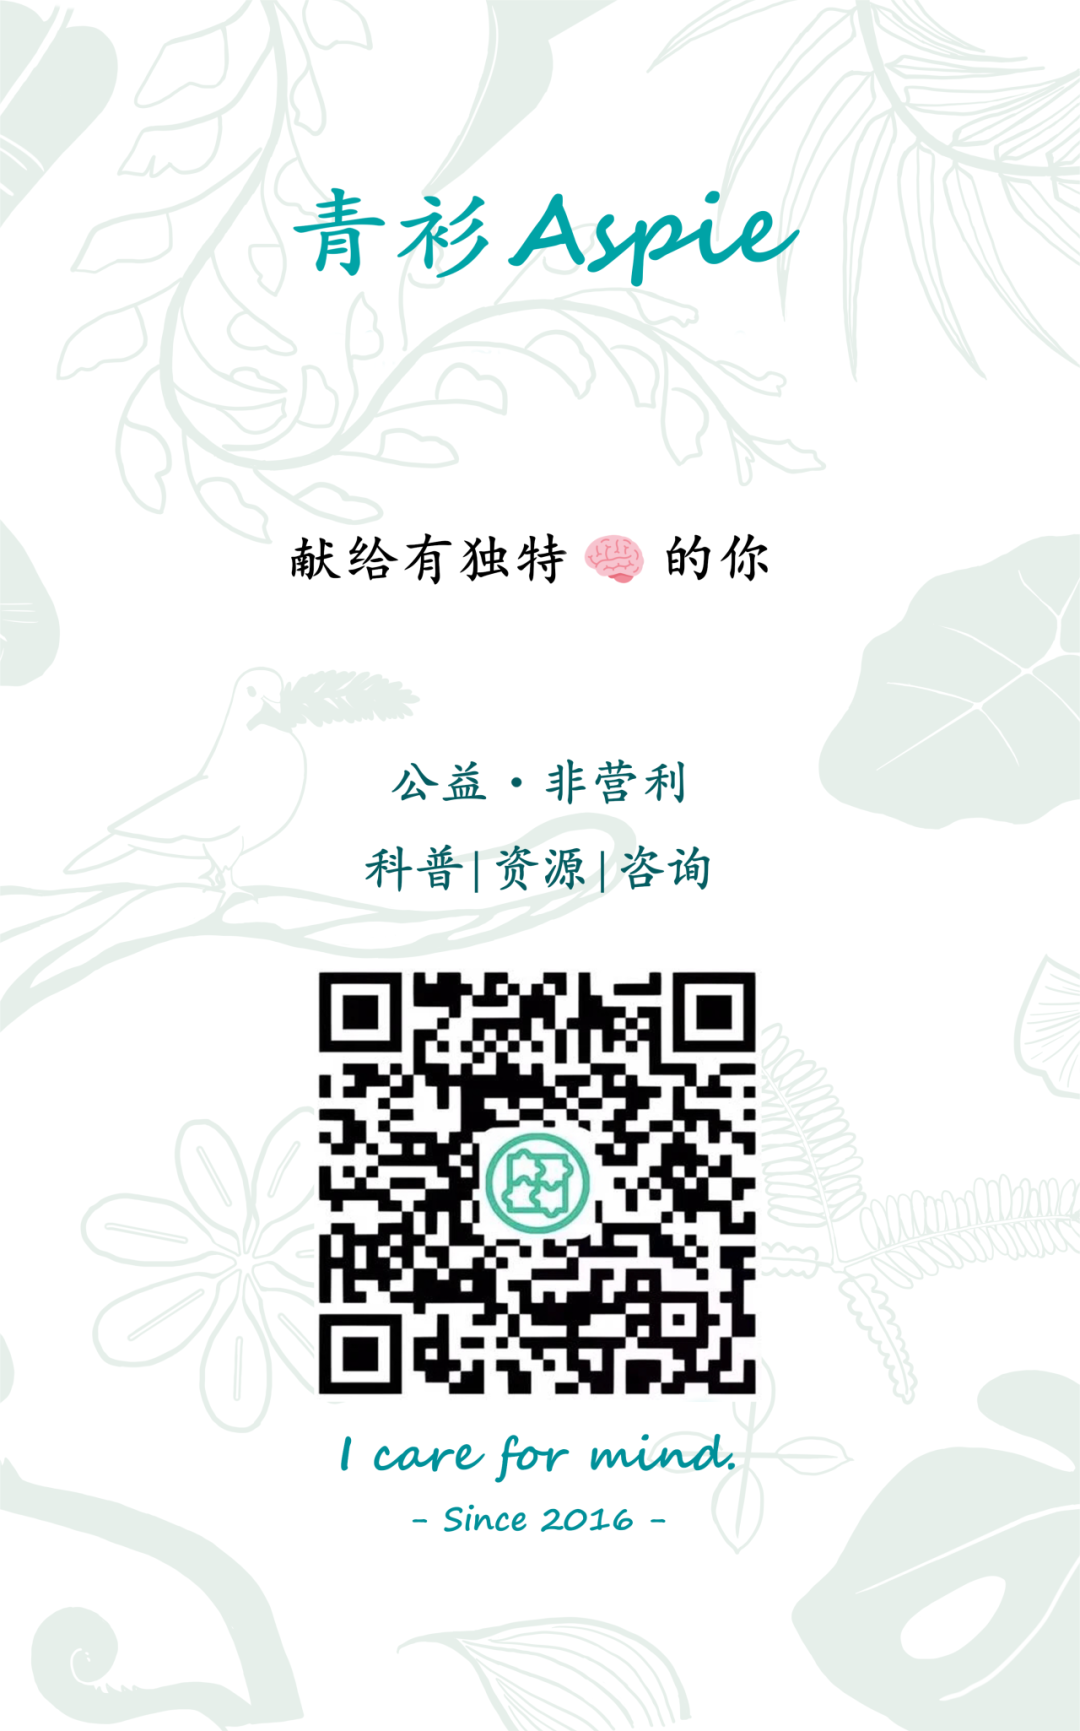 青衫Aspie
献给有独特🧠的你
公益·非营利
科普|资源|咨询
I care for mind.
- Since 2016 -